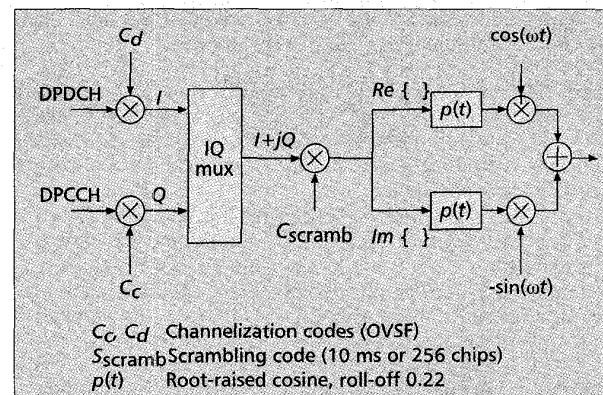 C_d
cos(ωt)
DPDCH
I
Re { }
p(t)
IQ
mux
I+jQ
C_scramb
DPCCH
Q
Im { }
p(t)
C_c
-sin(ωt)
C_c, C_d Channelization codes (OVSF)
S_scramb Scrambling code (10 ms or 256 chips)
p(t) Root-raised cosine, roll-off 0.22